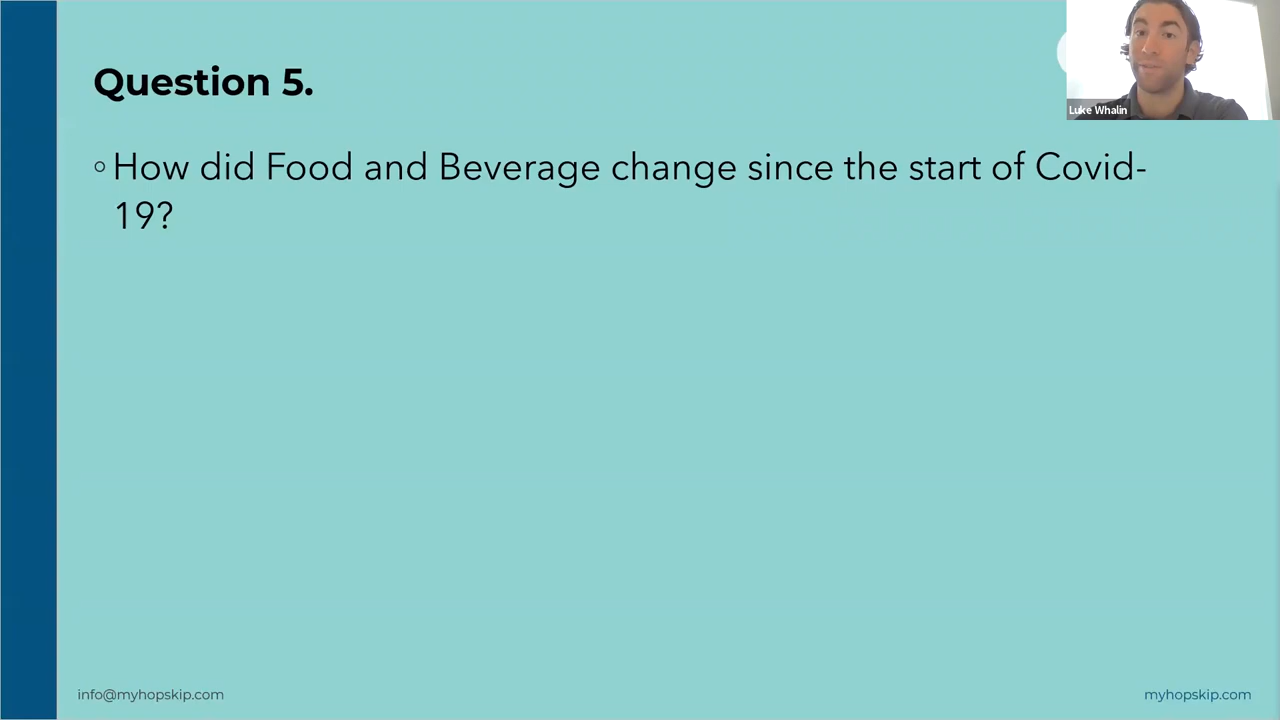 Question 5.
Luke Whalin
◦ How did Food and Beverage change since the start of Covid-
19?
info@myhopskip.com
myhopskip.com